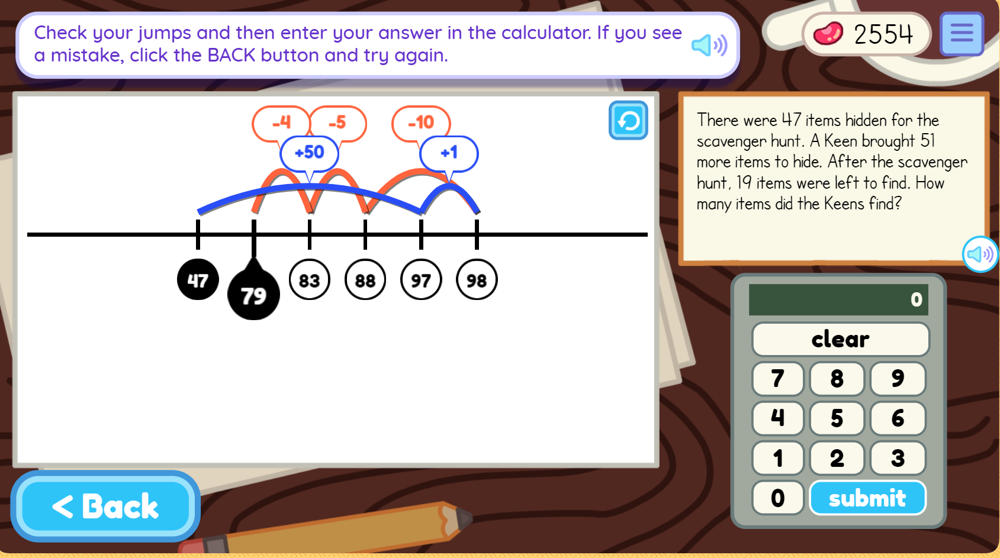 Check your jumps and then enter your answer in the calculator. If you see
a mistake, click the BACK button and try again.
2554
-4
-5
-10
+50
+1
47
79
83
88
97
98
There were 47 items hidden for the
scavenger hunt. A Keen brought 51
more items to hide. After the scavenger
hunt, 19 items were left to find. How
many items did the Keens find?
0
clear
7 8 9
4 5 6
1 2 3
0 submit
< Back